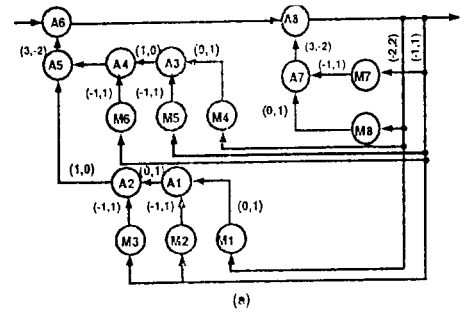 A6
A8
(3,-2)
(1,0)
(0,1)
(3,-2)
(-2,2)
(-1,1)
A5
A4
A3
A7
(-1,1)
M7
(-1,1)
(-1,1)
(0,1)
M6
M5
M4
M8
(1,0)
(0,1)
A2
A1
(-1,1)
(-1,1)
(0,1)
M3
M2
M1
(a)